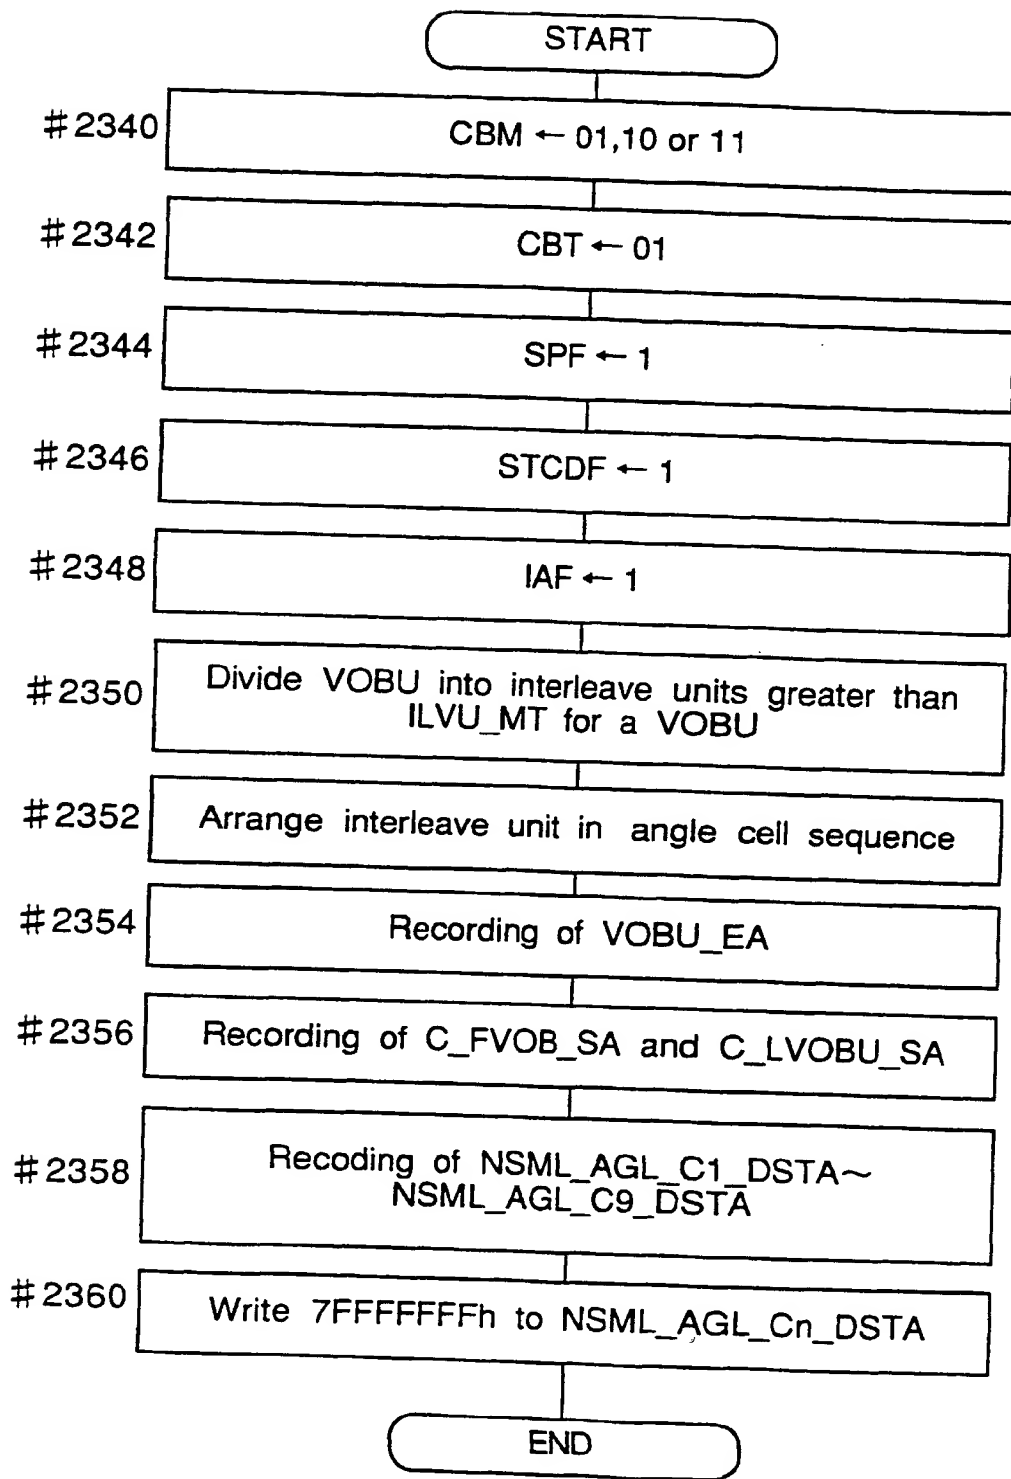 START
#2340
CBM ← 01,10 or 11
#2342
CBT ← 01
#2344
SPF ← 1
#2346
STCDF ← 1
#2348
IAF ← 1
#2350
Divide VOBU into interleave units greater than
ILVU_MT for a VOBU
#2352
Arrange interleave unit in angle cell sequence
#2354
Recording of VOBU_EA
#2356
Recording of C_FVOB_SA and C_LVOBU_SA
#2358
Recoding of NSML_AGL_C1_DSTA~
NSML_AGL_C9_DSTA
#2360
Write 7FFFFFFFh to NSML_AGL_Cn_DSTA
END